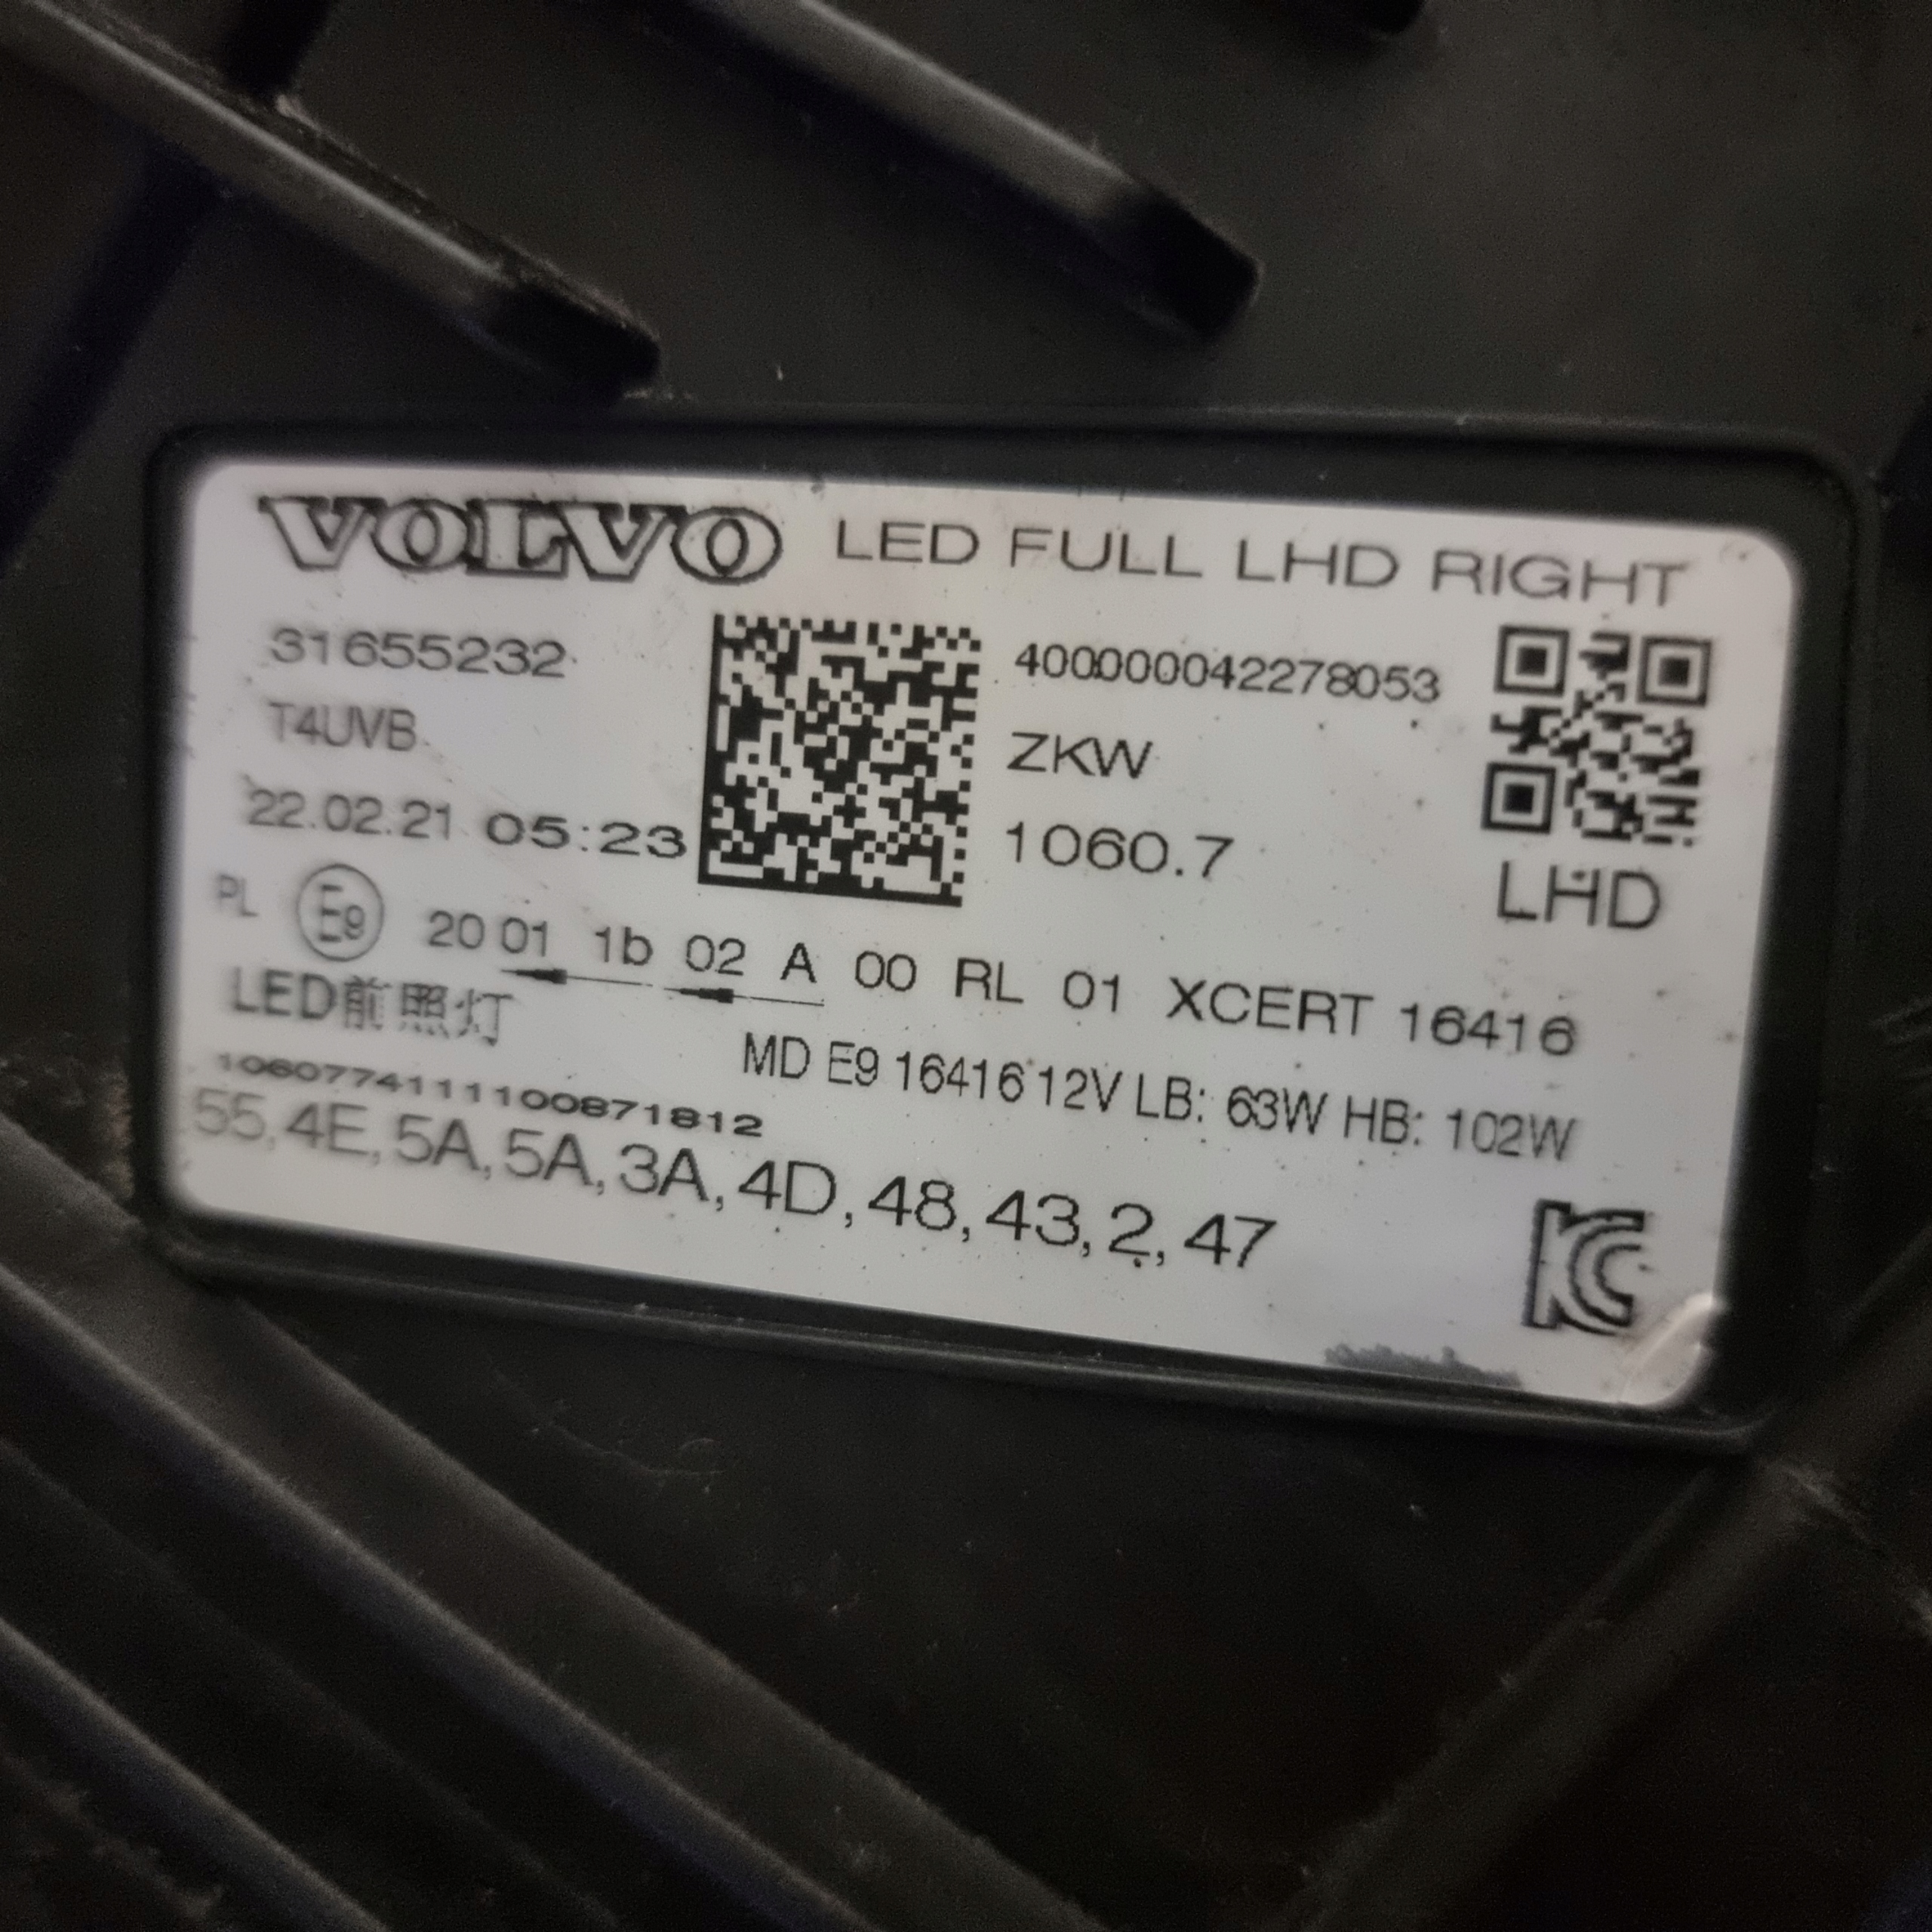 VOLVO LED FULL LHD RIGHT
31655232
400000042278053
T4UVB
ZKW
22.02.21 05:23
1060.7
LHD
PL E9 20 01 1b 02 A 00 RL 01 XCERT 16416
LED前照灯
MD E9 16416 12V LB: 63W HB: 102W
1060774111100871812
55,4E,5A,5A,3A,4D,48,43,2,47
KC